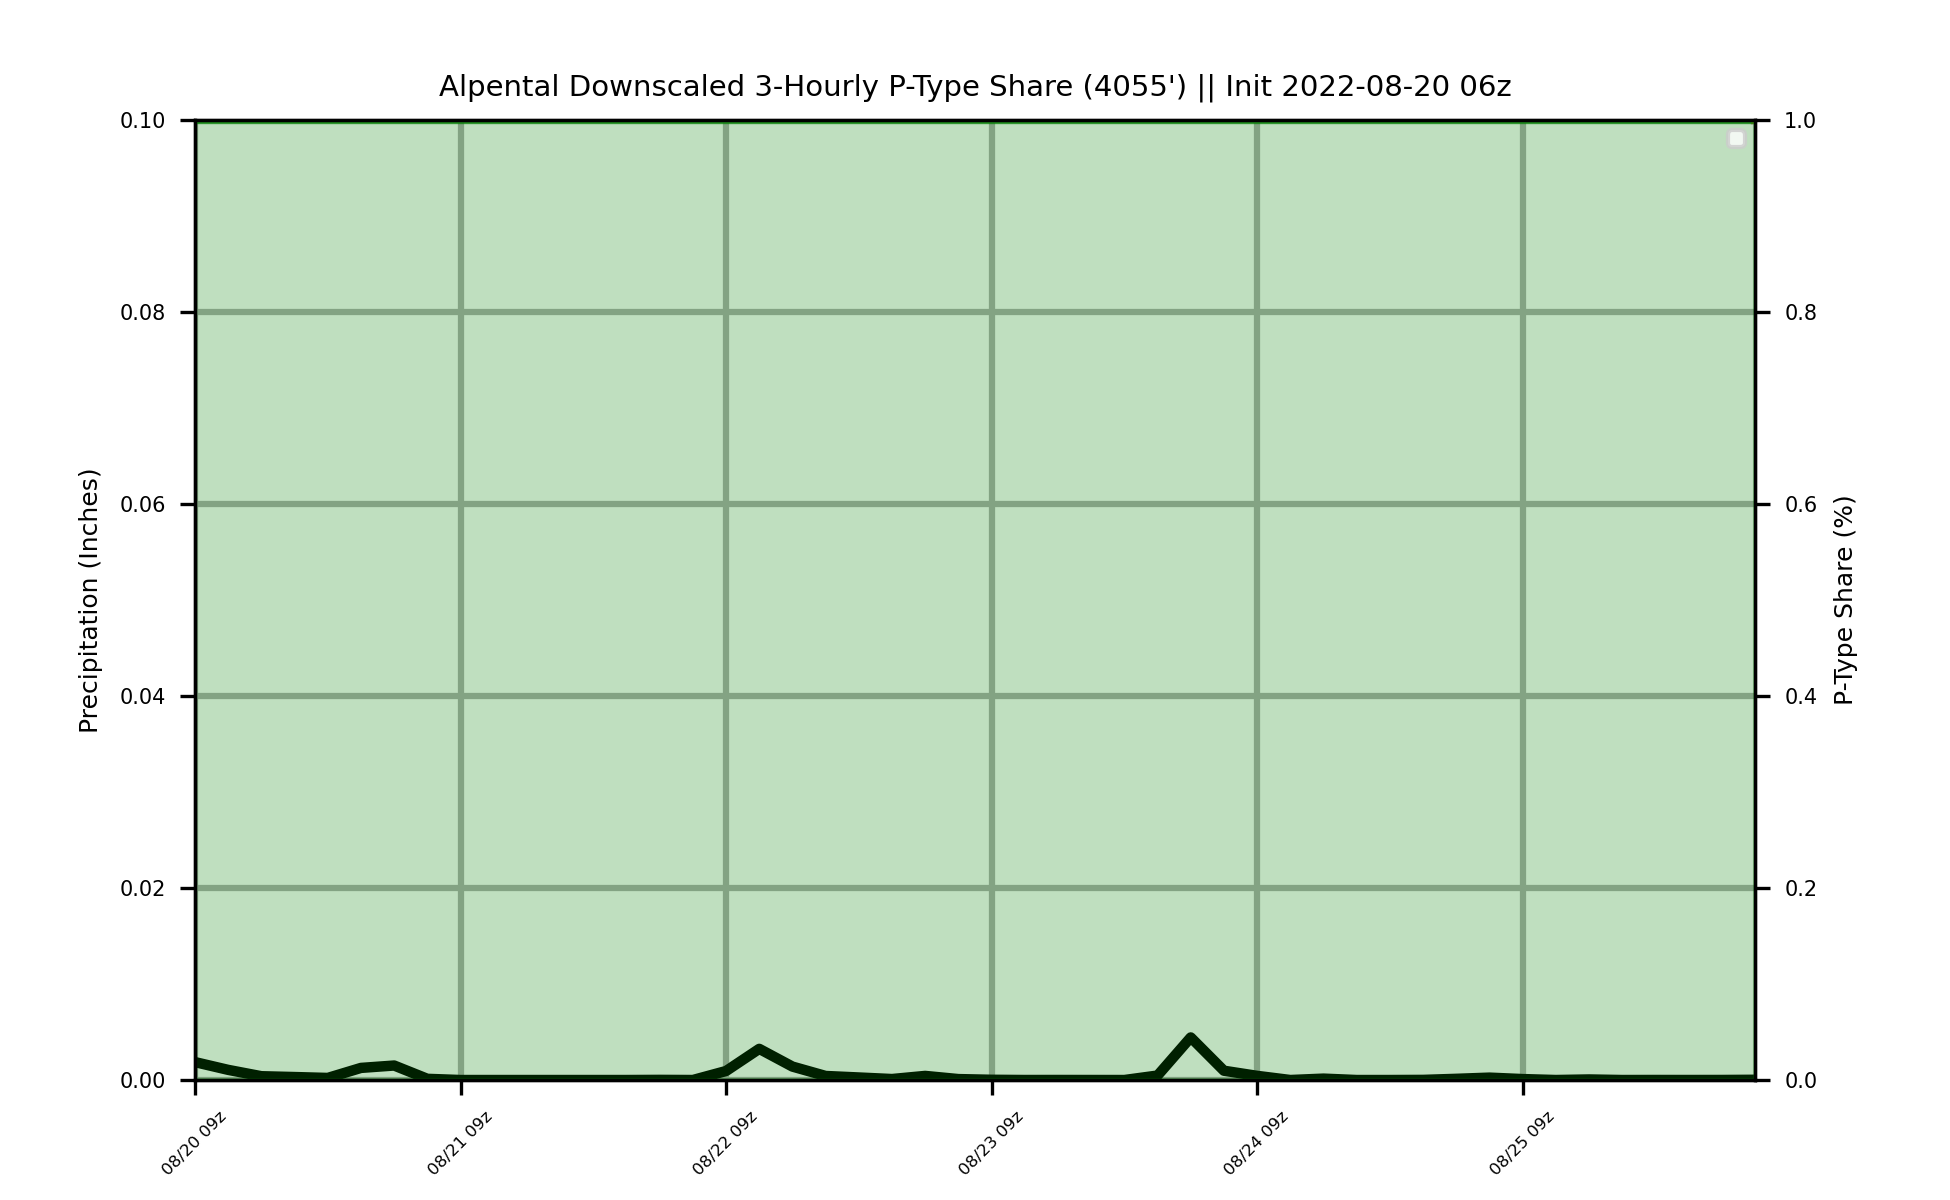 Alpental Downscaled 3-Hourly P-Type Share (4055') || Init 2022-08-20 06z
0.10
0.08
0.06
0.04
0.02
0.00
Precipitation (Inches)
1.0
0.8
0.6
0.4
0.2
0.0
P-Type Share (%)
08/20 09z
08/21 09z
08/22 09z
08/23 09z
08/24 09z
08/25 09z